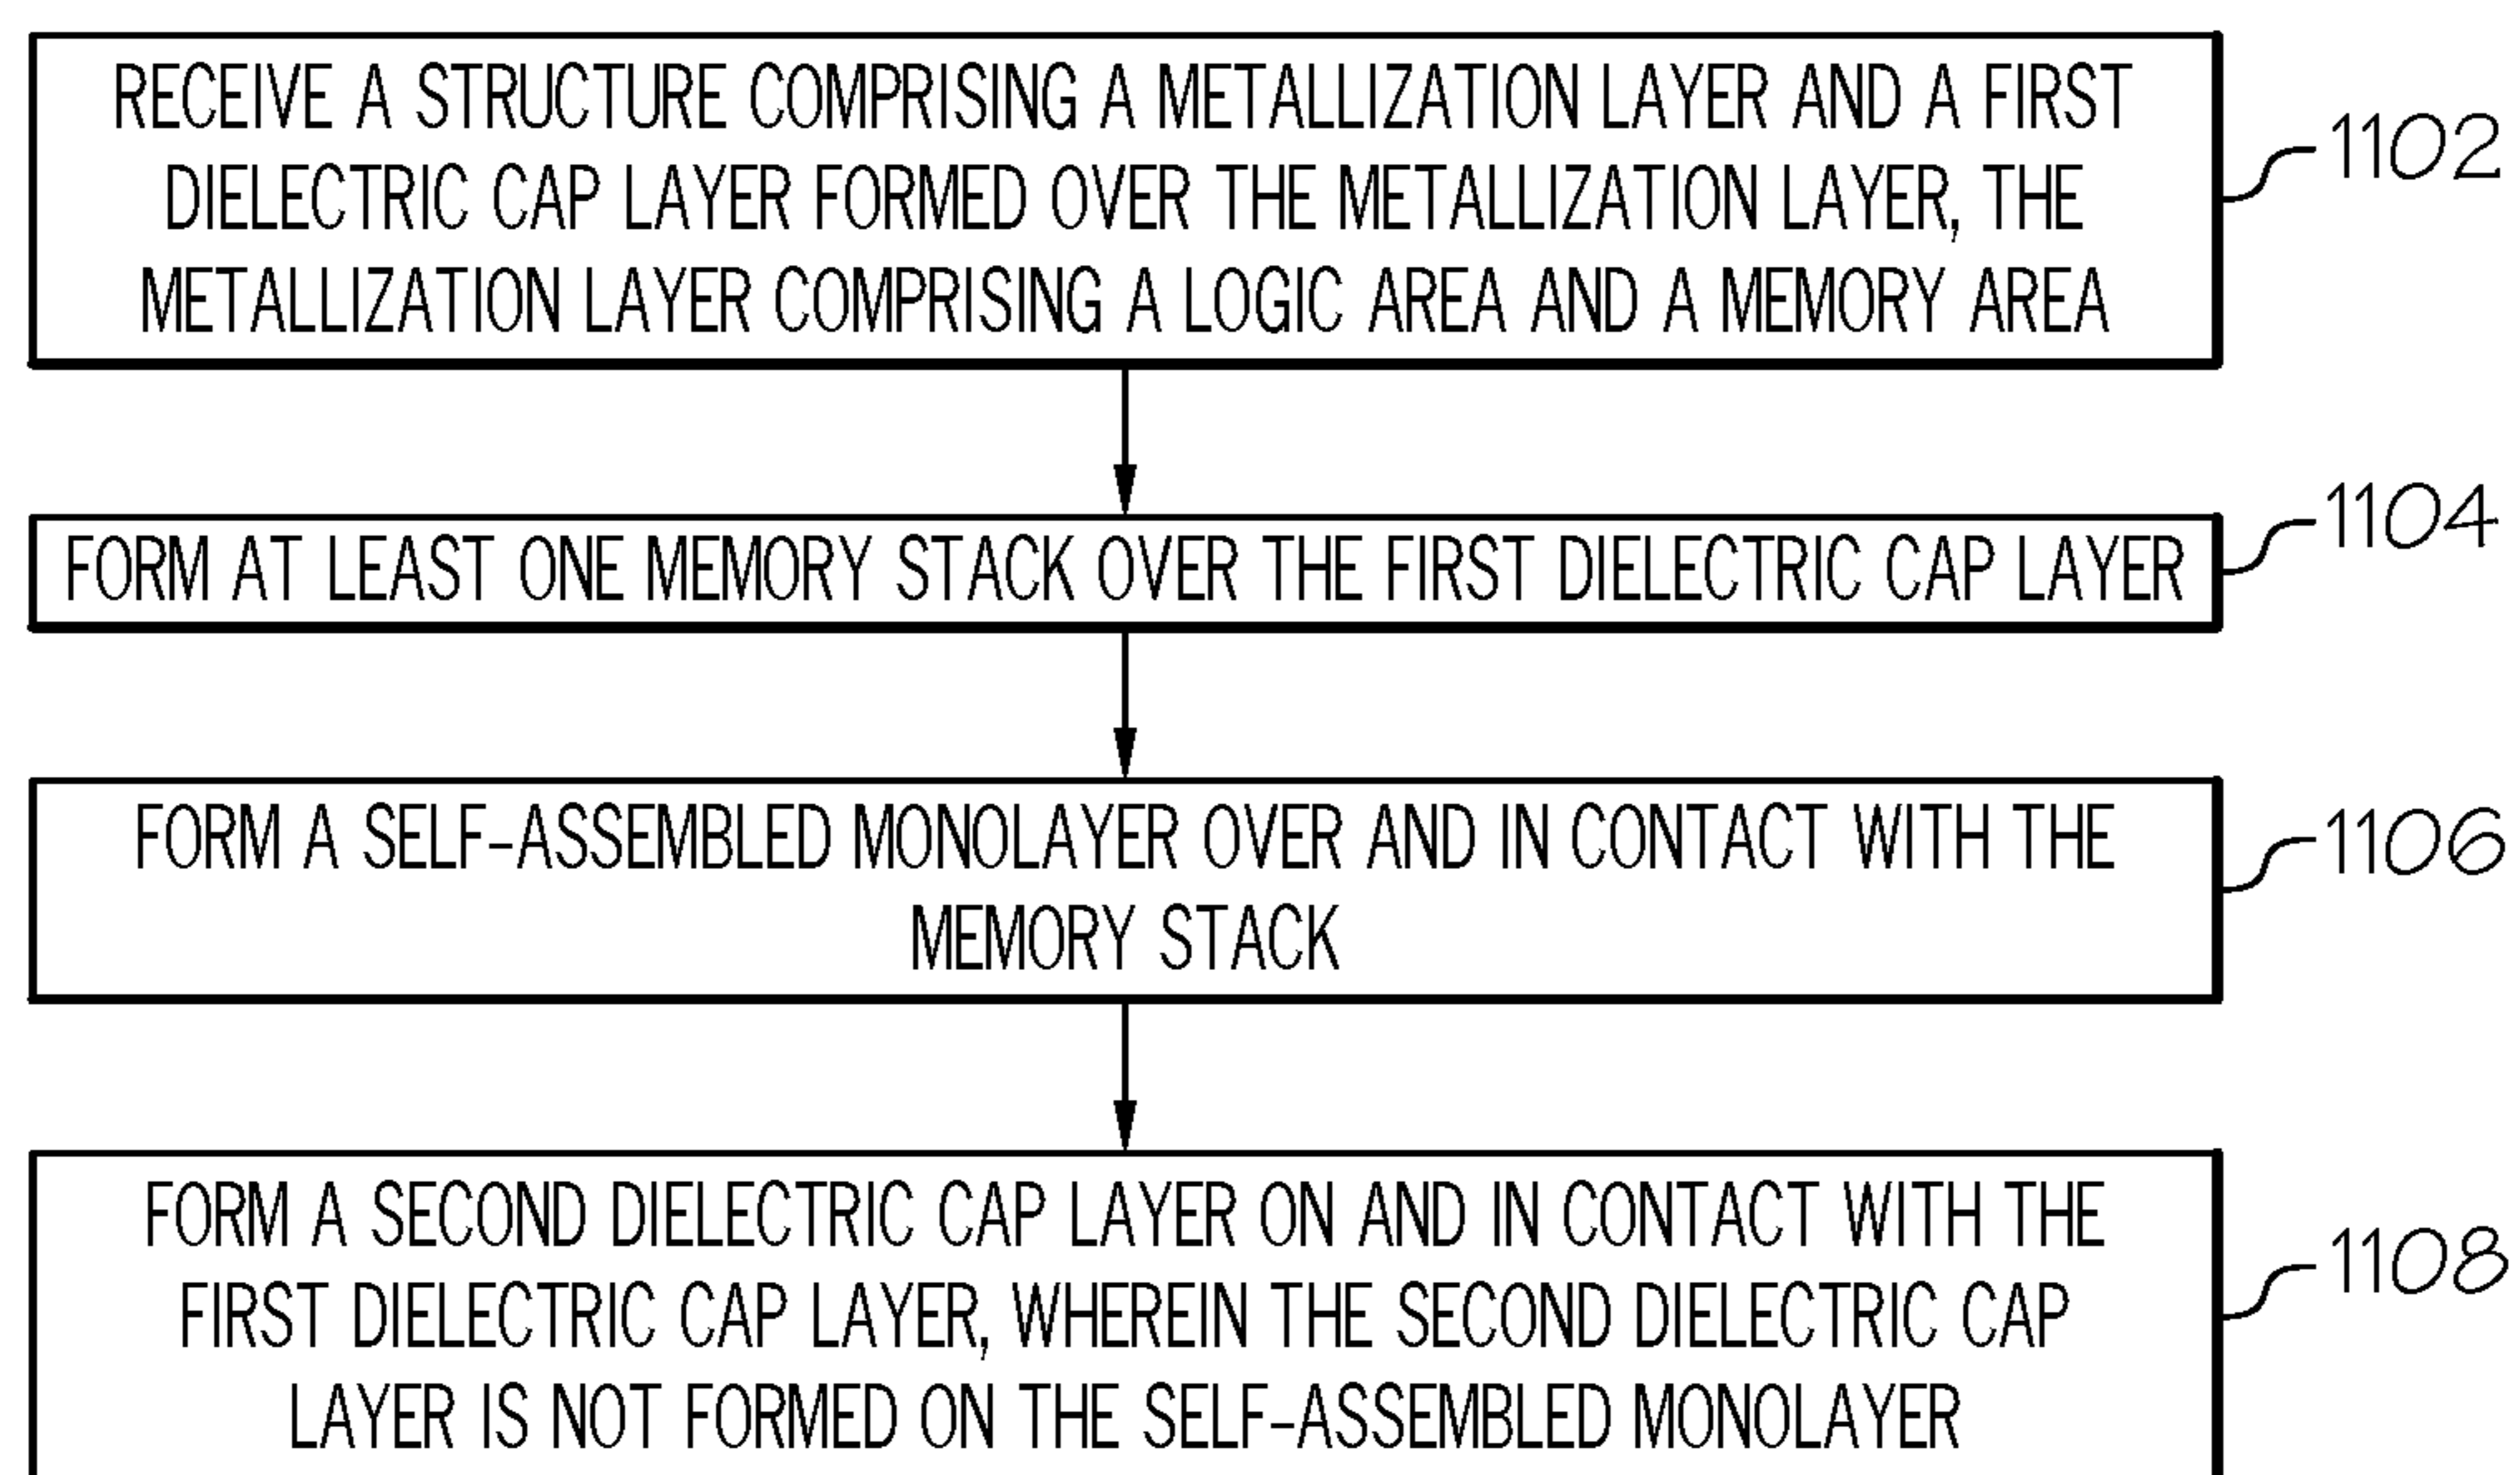 RECEIVE A STRUCTURE COMPRISING A METALLIZATION LAYER AND A FIRST
DIELECTRIC CAP LAYER FORMED OVER THE METALLIZATION LAYER, THE
METALLIZATION LAYER COMPRISING A LOGIC AREA AND A MEMORY AREA
1102
FORM AT LEAST ONE MEMORY STACK OVER THE FIRST DIELECTRIC CAP LAYER
1104
FORM A SELF-ASSEMBLED MONOLAYER OVER AND IN CONTACT WITH THE
MEMORY STACK
1106
FORM A SECOND DIELECTRIC CAP LAYER ON AND IN CONTACT WITH THE
FIRST DIELECTRIC CAP LAYER, WHEREIN THE SECOND DIELECTRIC CAP
LAYER IS NOT FORMED ON THE SELF-ASSEMBLED MONOLAYER
1108